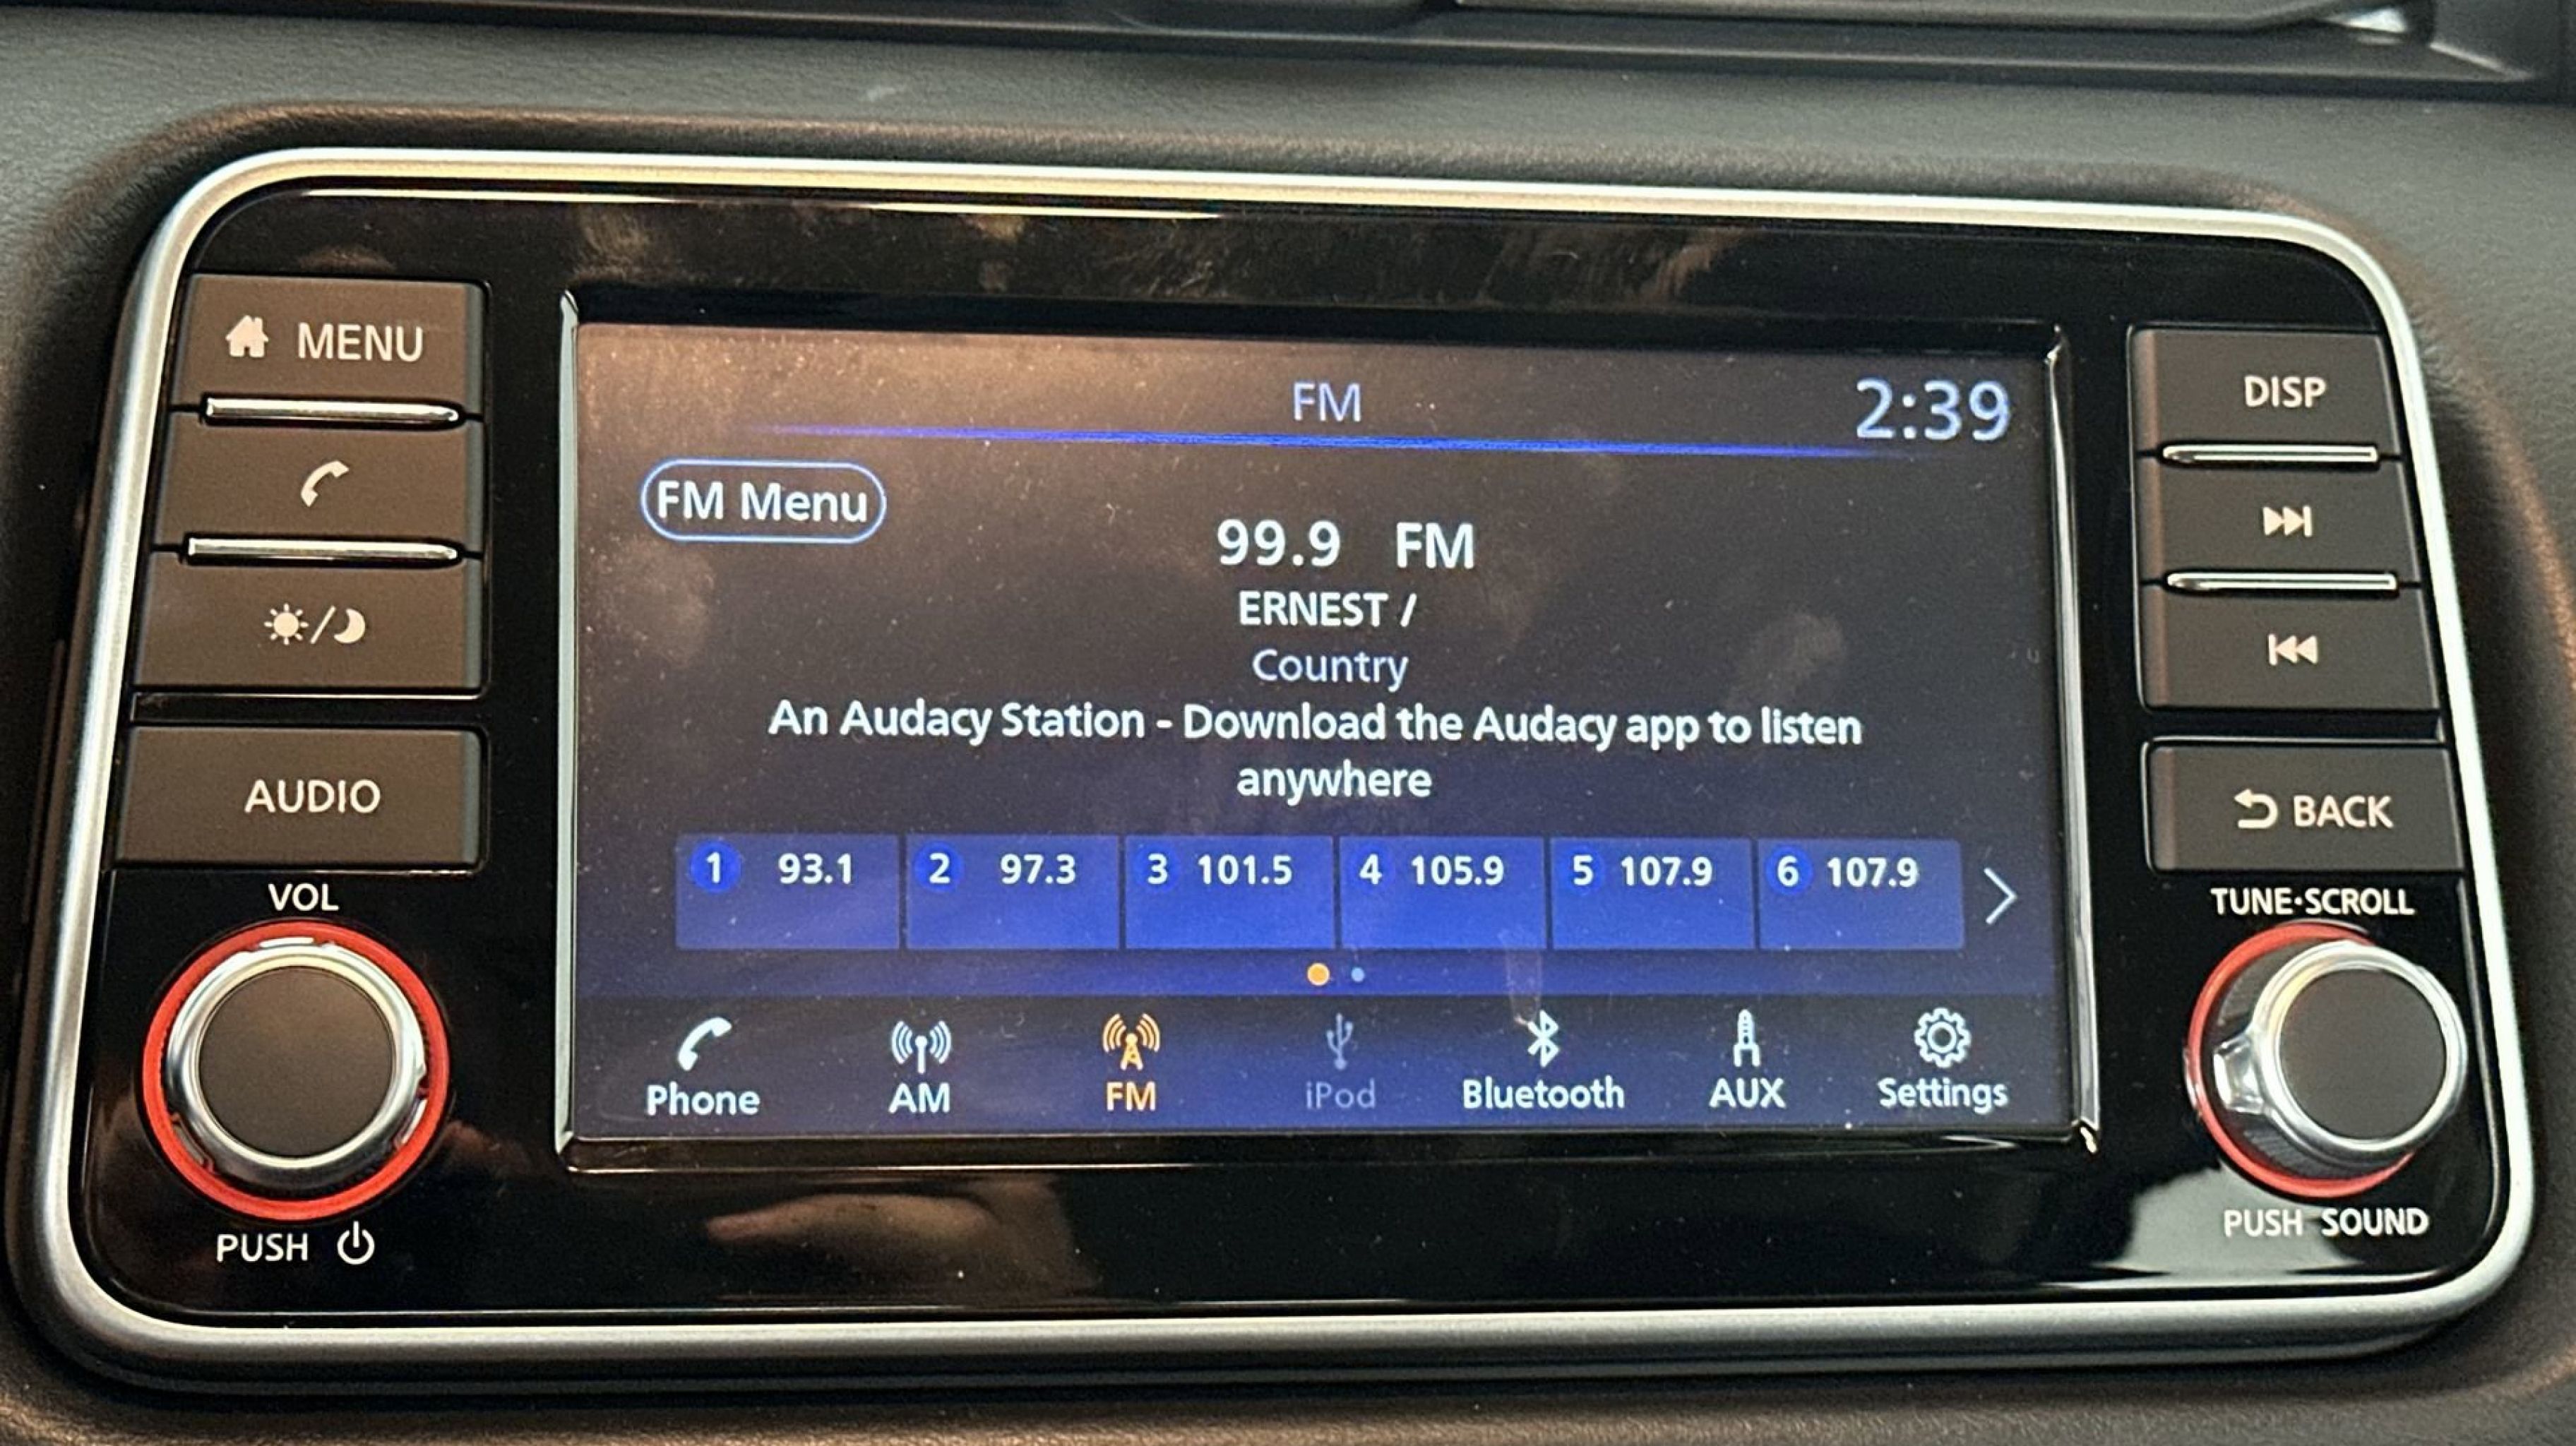 MENU
AUDIO
VOL
PUSH
FM
2:39
FM Menu
99.9 FM
ERNEST /
Country
An Audacy Station - Download the Audacy app to listen
anywhere
1 93.1 2 97.3 3 101.5 4 105.9 5 107.9 6 107.9
Phone AM FM iPod Bluetooth AUX Settings
DISP
BACK
TUNE·SCROLL
PUSH SOUND